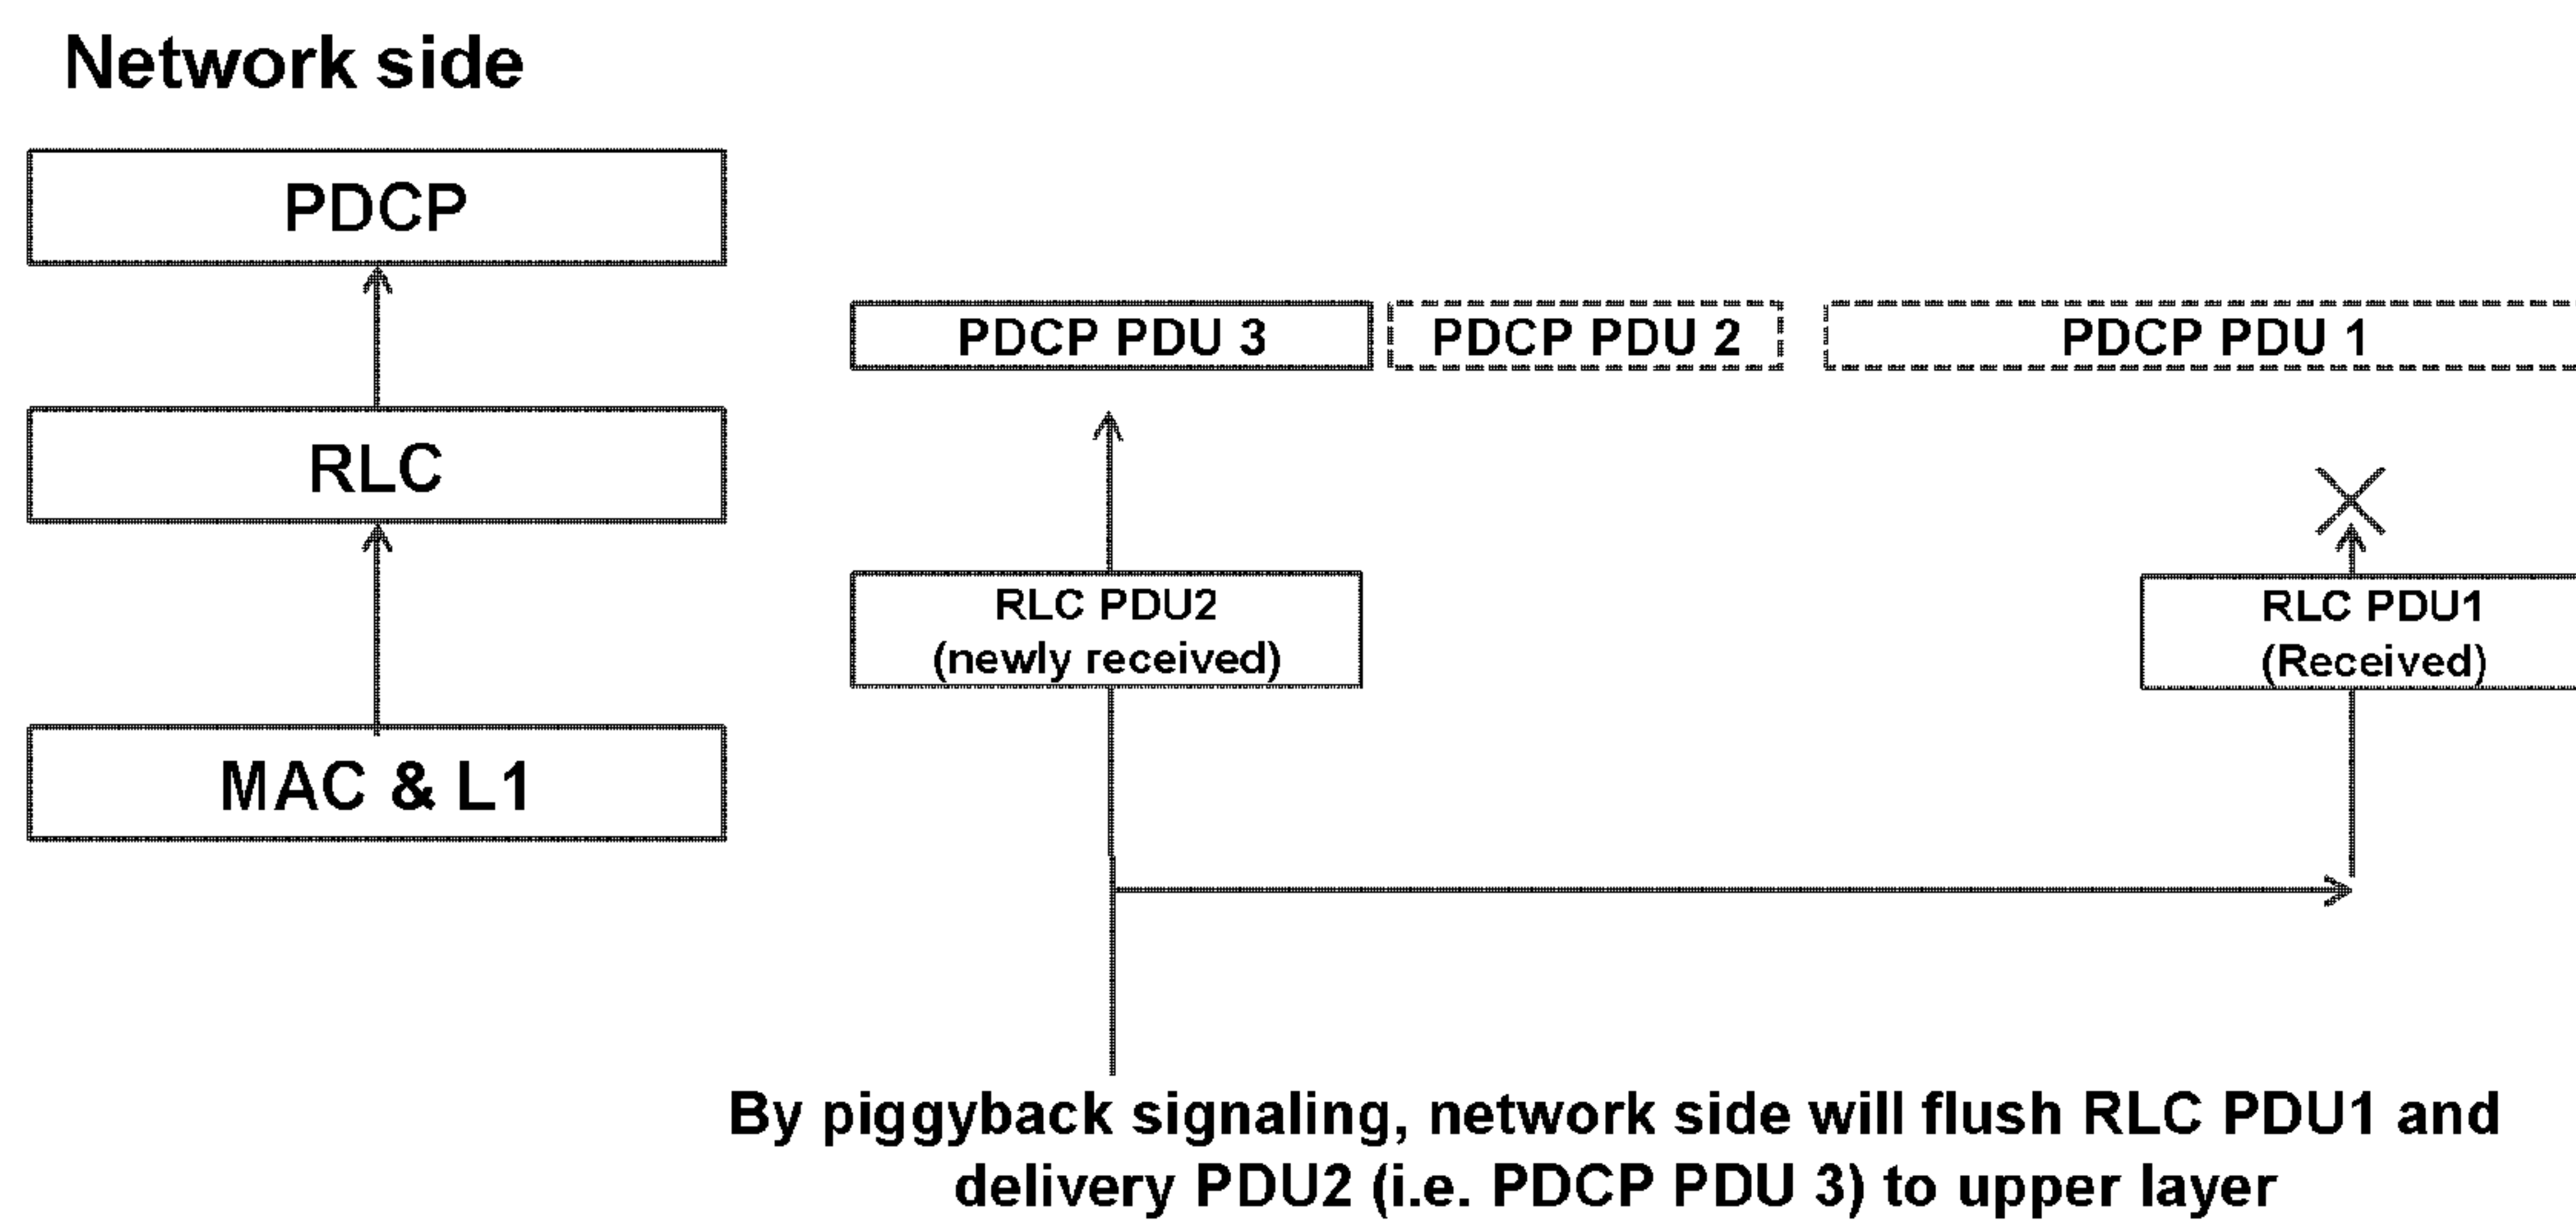 Network side
PDCP
PDCP PDU 3
PDCP PDU 2
PDCP PDU 1
RLC
RLC PDU2
(newly received)
RLC PDU1
(Received)
MAC & L1
By piggyback signaling, network side will flush RLC PDU1 and
delivery PDU2 (i.e. PDCP PDU 3) to upper layer